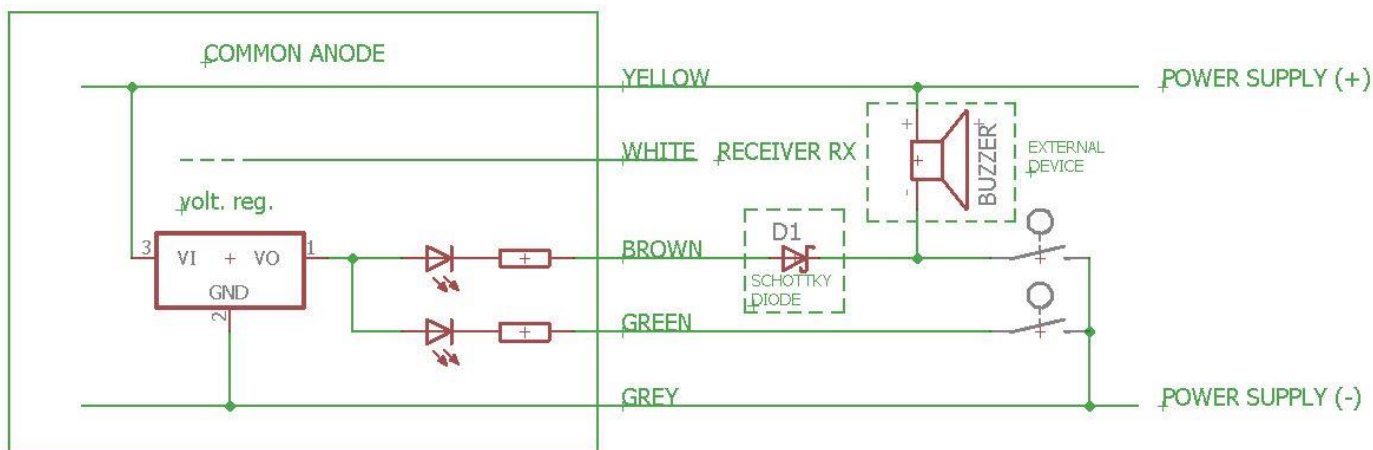 COMMON ANODE
YELLOW
POWER SUPPLY (+)
WHITE
RECEIVER RX
+
-
BUZZER
EXTERNAL
DEVICE
volt. reg.
3
VI
VO
1
GND
2
BROWN
D1
SCHOTTKY
DIODE
GREEN
GREY
POWER SUPPLY (-)